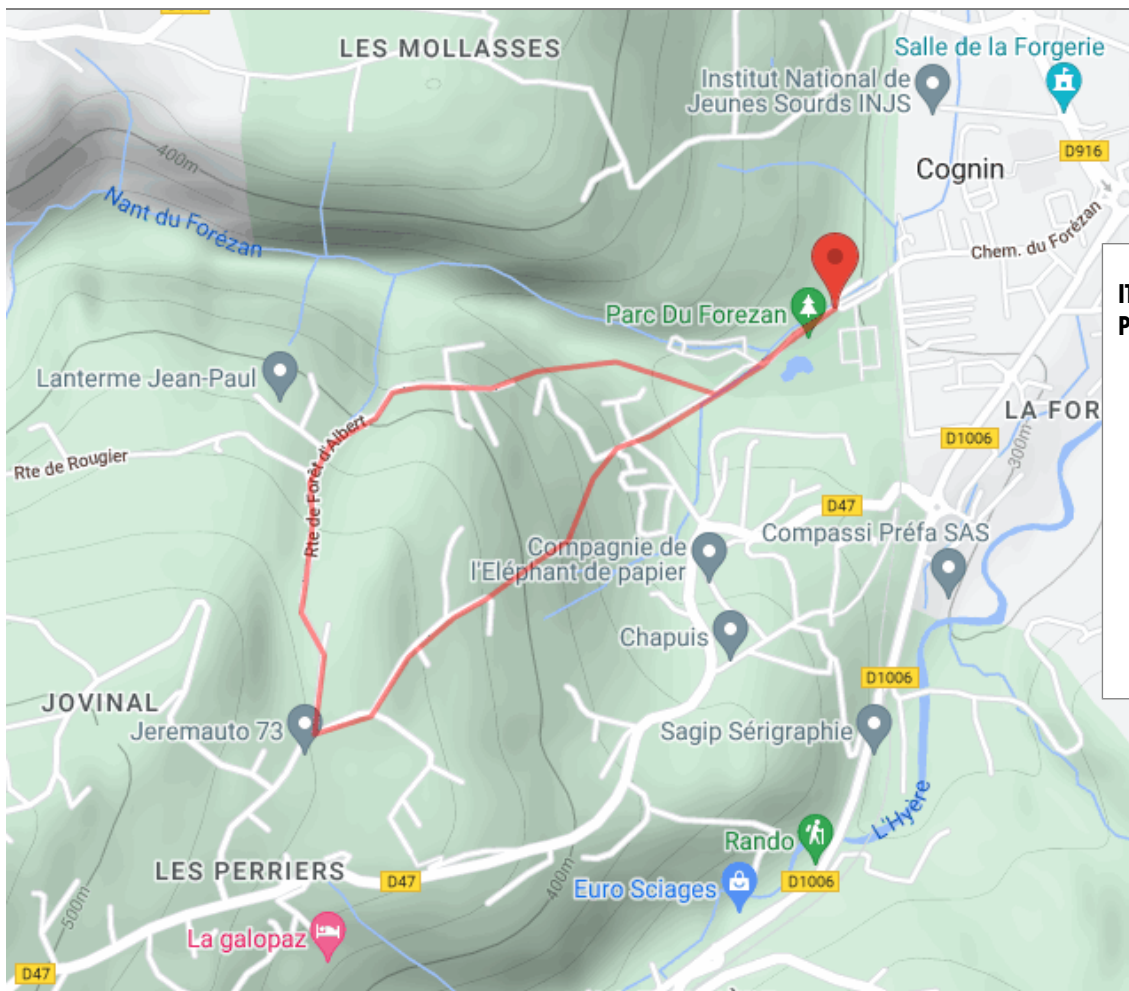 LES MOLLASSES
Salle de la Forgerie
Institut National de
Jeunes Sourds INJS
D916
400m
Cognin
Nant du Forézan
Chem. du Forézan
IT
P
Parc Du Forezan
Lanterme Jean-Paul
LA FOR
Rte de Forêt d'Albert
D1006
300m
Rte de Rougier
D47
Compassi Préfa SAS
Compagnie de
l'Eléphant de papier
Chapuis
D1006
JOVINAL
Jeremauto 73
Sagip Sérigraphie
L'Hyère
Rando
LES PERRIERS
D47
400m
Euro Sciages
D1006
500m
La galopaz
D47